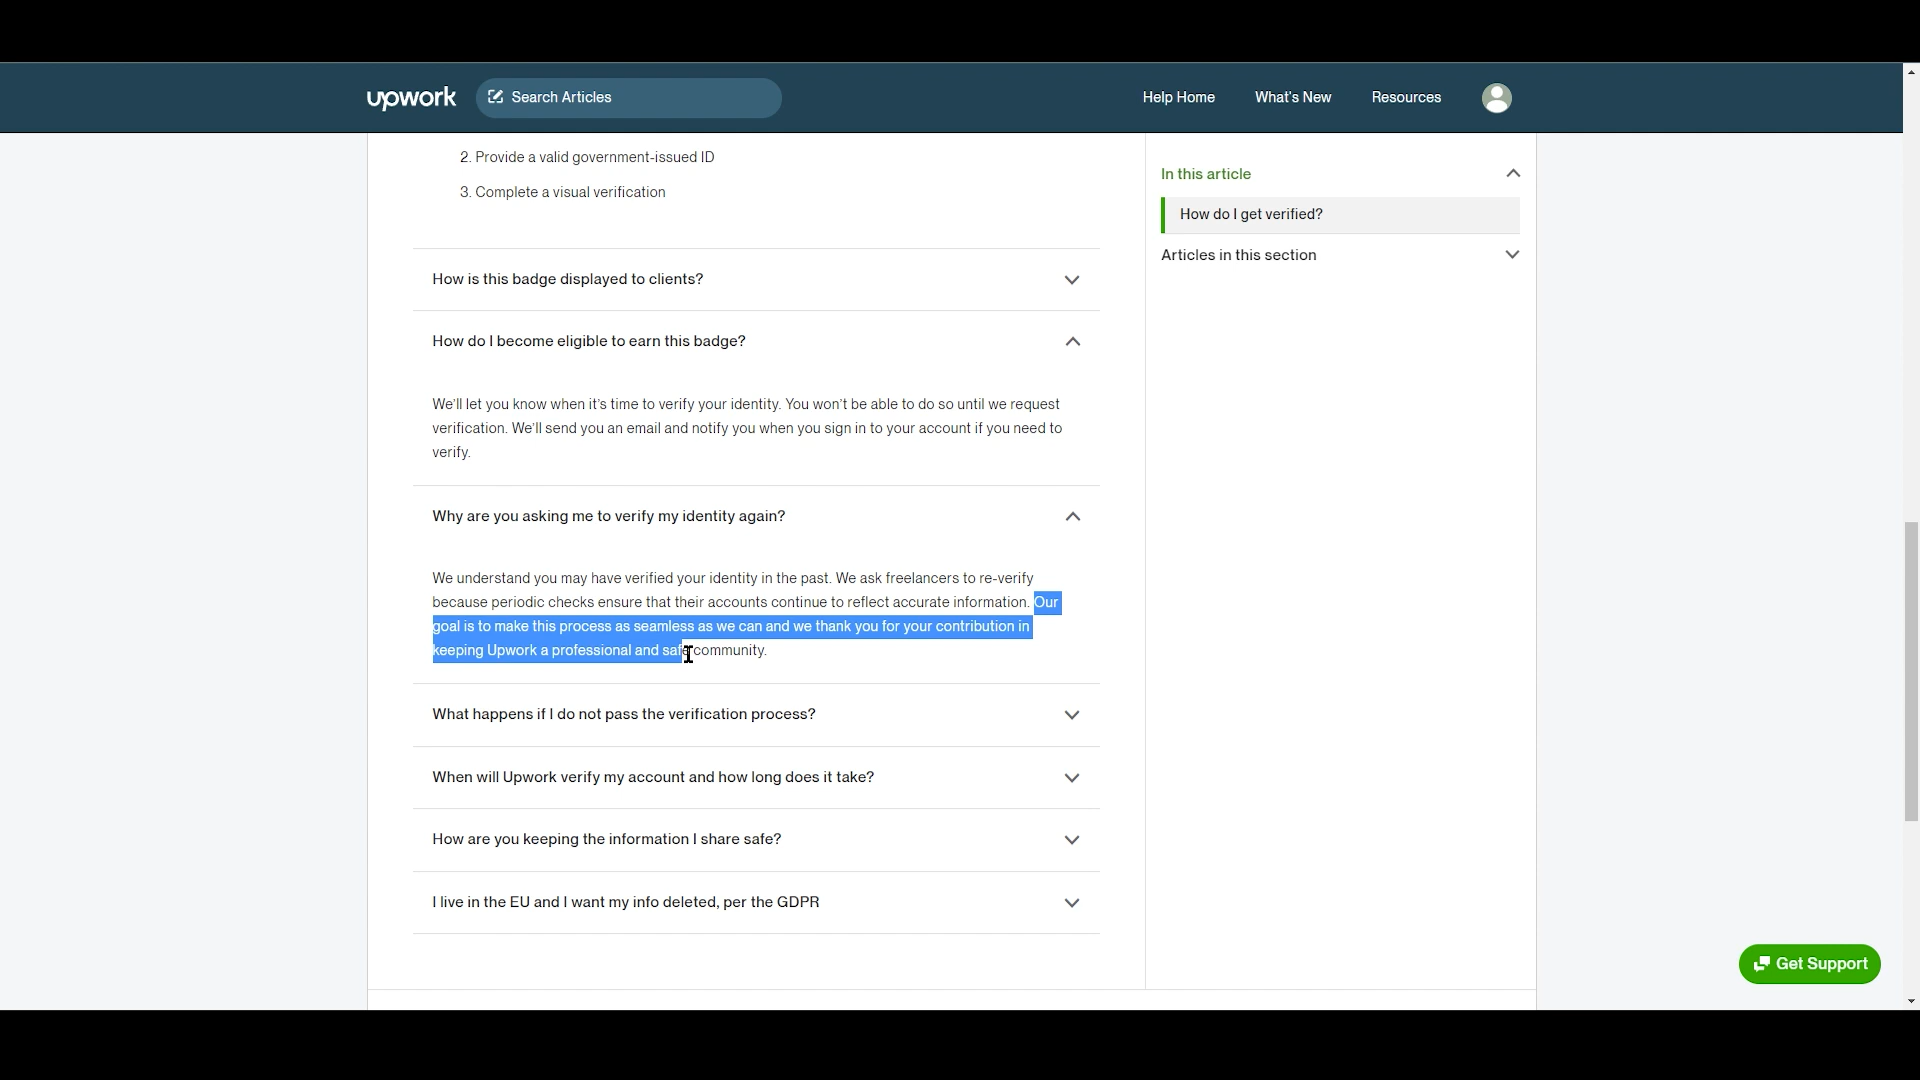 upwork
Search Articles
Help Home
What's New
Resources
2. Provide a valid government-issued ID
3. Complete a visual verification
In this article
How do I get verified?
Articles in this section
How is this badge displayed to clients?
How do I become eligible to earn this badge?
We'll let you know when it's time to verify your identity. You won't be able to do so until we request
verification. We'll send you an email and notify you when you sign in to your account if you need to
verify.
Why are you asking me to verify my identity again?
We understand you may have verified your identity in the past. We ask freelancers to re-verify
because periodic checks ensure that their accounts continue to reflect accurate information. Our
goal is to make this process as seamless as we can and we thank you for your contribution in
keeping Upwork a professional and safe community.
What happens if I do not pass the verification process?
When will Upwork verify my account and how long does it take?
How are you keeping the information I share safe?
I live in the EU and I want my info deleted, per the GDPR
Get Support